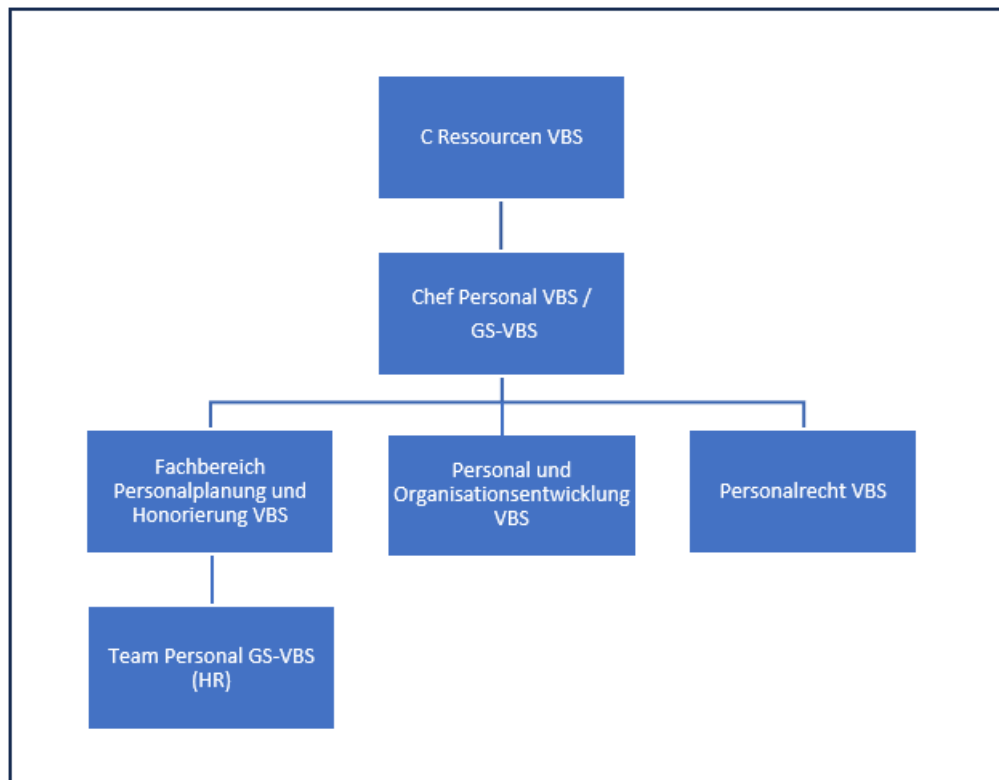 C Ressourcen VBS
Chef Personal VBS /
GS-VBS
Fachbereich
Personalplanung und
Honorierung VBS
Personal und
Organisationsentwicklung
VBS
Personalrecht VBS
Team Personal GS-VBS
(HR)